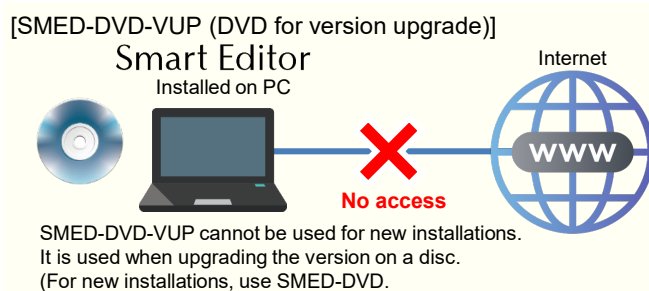 [SMED-DVD-VUP (DVD for version upgrade)]
Smart Editor
Installed on PC
Internet
WWW
No access
SMED-DVD-VUP cannot be used for new installations.
It is used when upgrading the version on a disc.
(For new installations, use SMED-DVD.